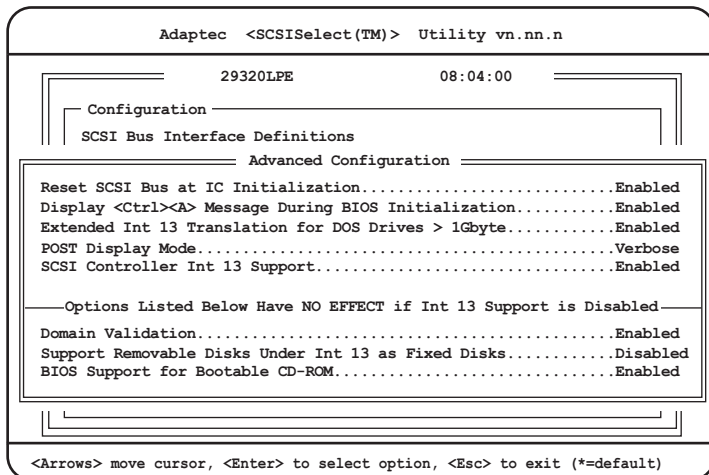 Adaptec <SCSISelect(TM)> Utility vn.nn.n
29320LPE 08:04:00
Configuration
SCSI Bus Interface Definitions
Advanced Configuration
Reset SCSI Bus at IC Initialization............................Enabled
Display <Ctrl><A> Message During BIOS Initialization...........Enabled
Extended Int 13 Translation for DOS Drives > 1Gbyte............Enabled
POST Display Mode..............................................Verbose
SCSI Controller Int 13 Support.................................Enabled
Options Listed Below Have NO EFFECT if Int 13 Support is Disabled
Domain Validation..............................................Enabled
Support Removable Disks Under Int 13 as Fixed Disks............Disabled
BIOS Support for Bootable CD-ROM...............................Enabled
<Arrows> move cursor, <Enter> to select option, <Esc> to exit (*=default)